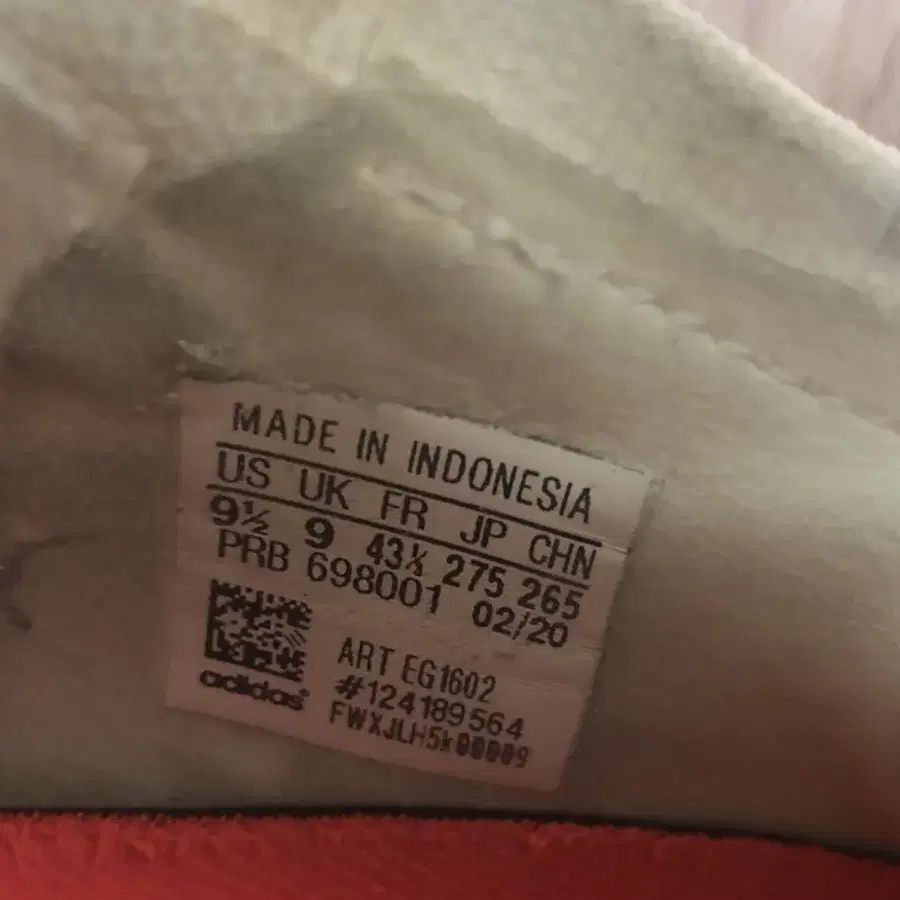 MADE IN INDONESIA
US UK FR JP CHN
9½ 9 43⅓ 275 265
PRB 698001 02/20
ART EG1602
#124189564
adidas